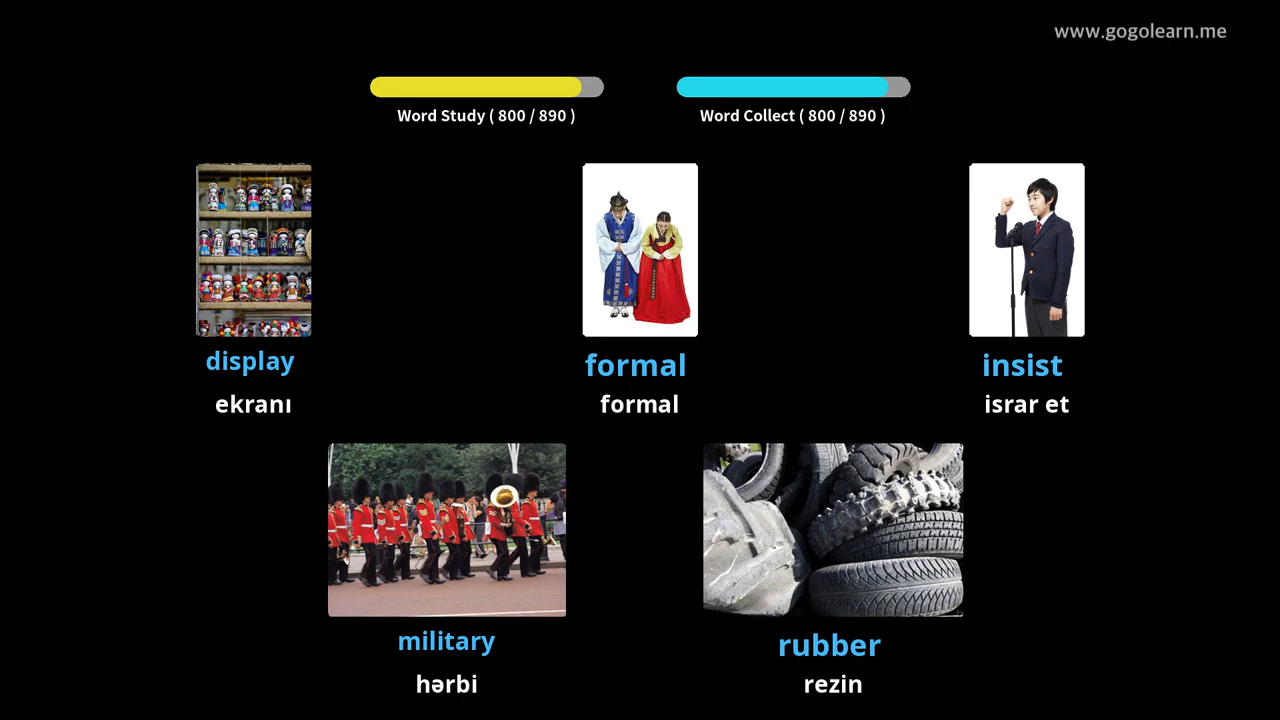 www.gogolearn.me
Word Study ( 800 / 890 )
Word Collect ( 800 / 890 )
display
ekranı
formal
formal
insist
israr et
military
hərbi
rubber
rezin